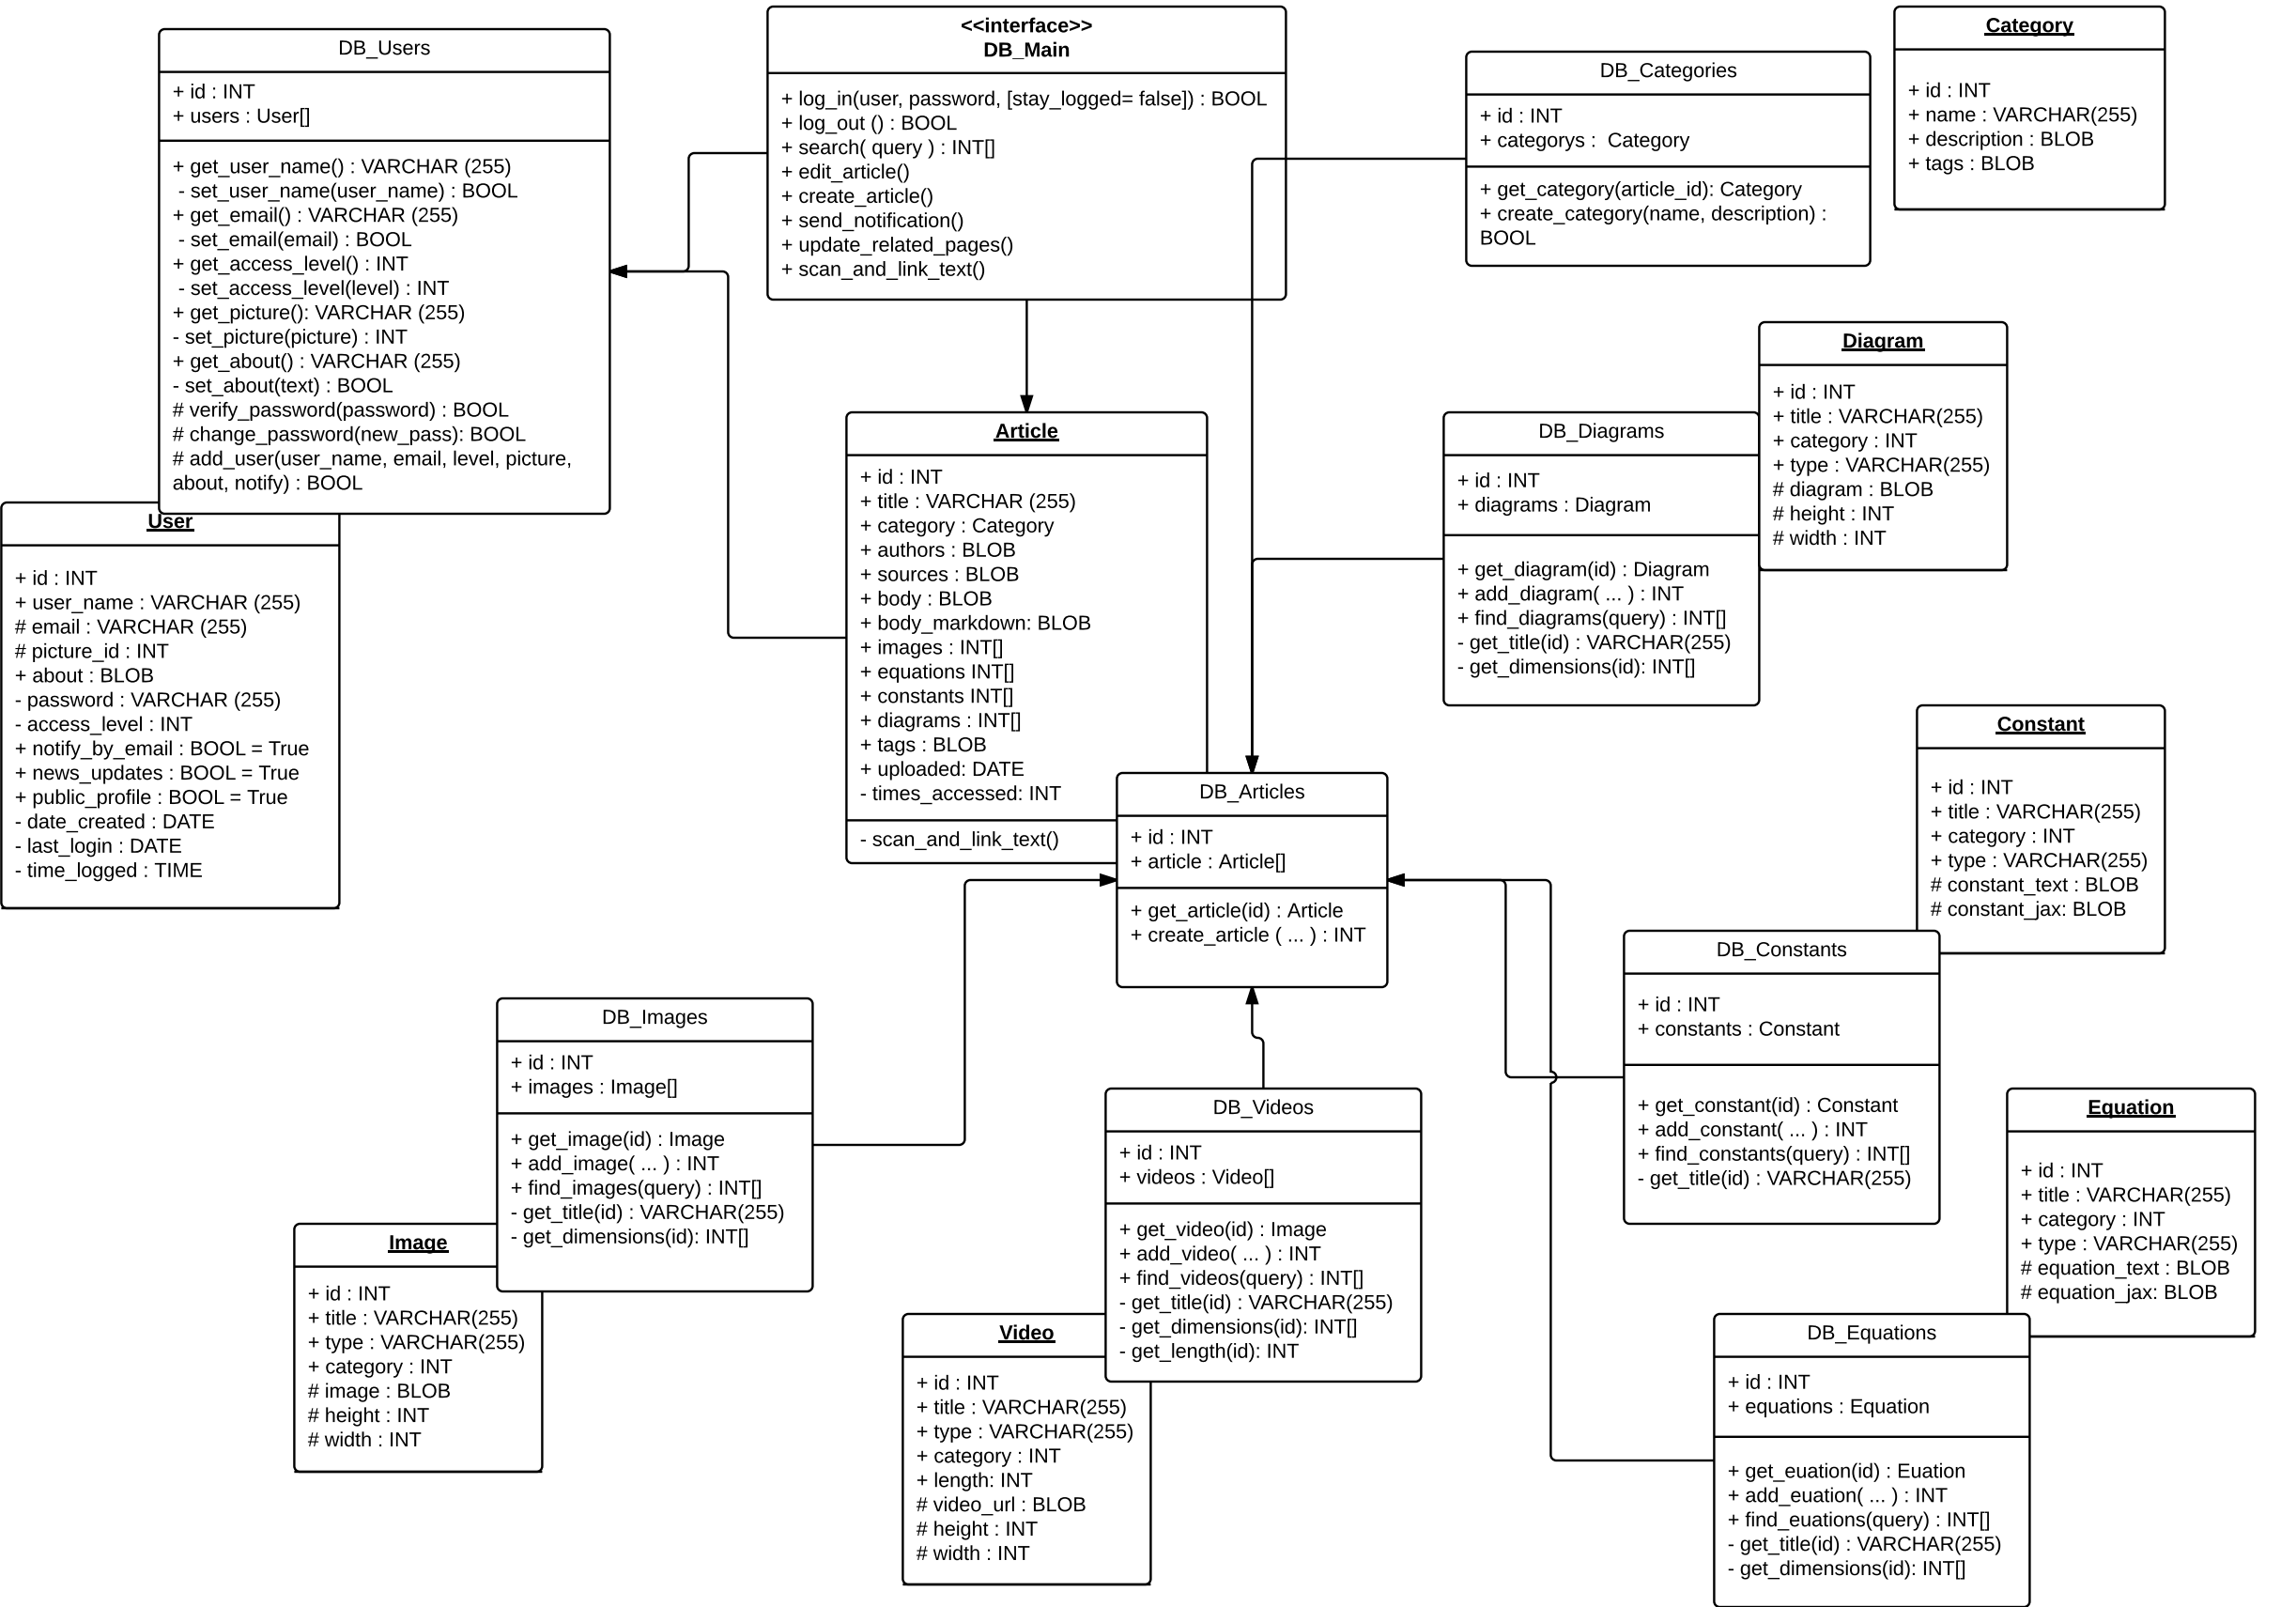 DB_Users
+ id : INT
+ users : User[]
+ get_user_name() : VARCHAR (255)
- set_user_name(user_name) : BOOL
+ get_email() : VARCHAR (255)
- set_email(email) : BOOL
+ get_access_level() : INT
- set_access_level(level) : INT
+ get_picture(): VARCHAR (255)
- set_picture(picture) : INT
+ get_about() : VARCHAR (255)
- set_about(text) : BOOL
# verify_password(password) : BOOL
# change_password(new_pass): BOOL
# add_user(user_name, email, level, picture,
about, notify) : BOOL
User
+ id : INT
+ user_name : VARCHAR (255)
# email : VARCHAR (255)
# picture_id : INT
+ about : BLOB
- password : VARCHAR (255)
- access_level : INT
+ notify_by_email : BOOL = True
+ news_updates : BOOL = True
+ public_profile : BOOL = True
- date_created : DATE
- last_login : DATE
- time_logged : TIME
<<interface>>
DB_Main
+ log_in(user, password, [stay_logged= false]) : BOOL
+ log_out () : BOOL
+ search( query ) : INT[]
+ edit_article()
+ create_article()
+ send_notification()
+ update_related_pages()
+ scan_and_link_text()
DB_Categories
+ id : INT
+ categorys :  Category
+ get_category(article_id): Category
+ create_category(name, description) :
BOOL
Category
+ id : INT
+ name : VARCHAR(255)
+ description : BLOB
+ tags : BLOB
Article
+ id : INT
+ title : VARCHAR (255)
+ category : Category
+ authors : BLOB
+ sources : BLOB
+ body : BLOB
+ body_markdown: BLOB
+ images : INT[]
+ equations INT[]
+ constants INT[]
+ diagrams : INT[]
+ tags : BLOB
+ uploaded: DATE
- times_accessed: INT
- scan_and_link_text()
DB_Diagrams
+ id : INT
+ diagrams : Diagram
+ get_diagram(id) : Diagram
+ add_diagram( ... ) : INT
+ find_diagrams(query) : INT[]
- get_title(id) : VARCHAR(255)
- get_dimensions(id): INT[]
Diagram
+ id : INT
+ title : VARCHAR(255)
+ category : INT
+ type : VARCHAR(255)
# diagram : BLOB
# height : INT
# width : INT
DB_Articles
+ id : INT
+ article : Article[]
+ get_article(id) : Article
+ create_article ( ... ) : INT
Constant
+ id : INT
+ title : VARCHAR(255)
+ category : INT
+ type : VARCHAR(255)
# constant_text : BLOB
# constant_jax: BLOB
DB_Constants
+ id : INT
+ constants : Constant
+ get_constant(id) : Constant
+ add_constant( ... ) : INT
+ find_constants(query) : INT[]
- get_title(id) : VARCHAR(255)
DB_Images
+ id : INT
+ images : Image[]
+ get_image(id) : Image
+ add_image( ... ) : INT
+ find_images(query) : INT[]
- get_title(id) : VARCHAR(255)
- get_dimensions(id): INT[]
Image
+ id : INT
+ title : VARCHAR(255)
+ type : VARCHAR(255)
+ category : INT
# image : BLOB
# height : INT
# width : INT
DB_Videos
+ id : INT
+ videos : Video[]
+ get_video(id) : Image
+ add_video( ... ) : INT
+ find_videos(query) : INT[]
- get_title(id) : VARCHAR(255)
- get_dimensions(id): INT[]
- get_length(id): INT
Video
+ id : INT
+ title : VARCHAR(255)
+ type : VARCHAR(255)
+ category : INT
+ length: INT
# video_url : BLOB
# height : INT
# width : INT
Equation
+ id : INT
+ title : VARCHAR(255)
+ category : INT
+ type : VARCHAR(255)
# equation_text : BLOB
# equation_jax: BLOB
DB_Equations
+ id : INT
+ equations : Equation
+ get_euation(id) : Euation
+ add_euation( ... ) : INT
+ find_euations(query) : INT[]
- get_title(id) : VARCHAR(255)
- get_dimensions(id): INT[]